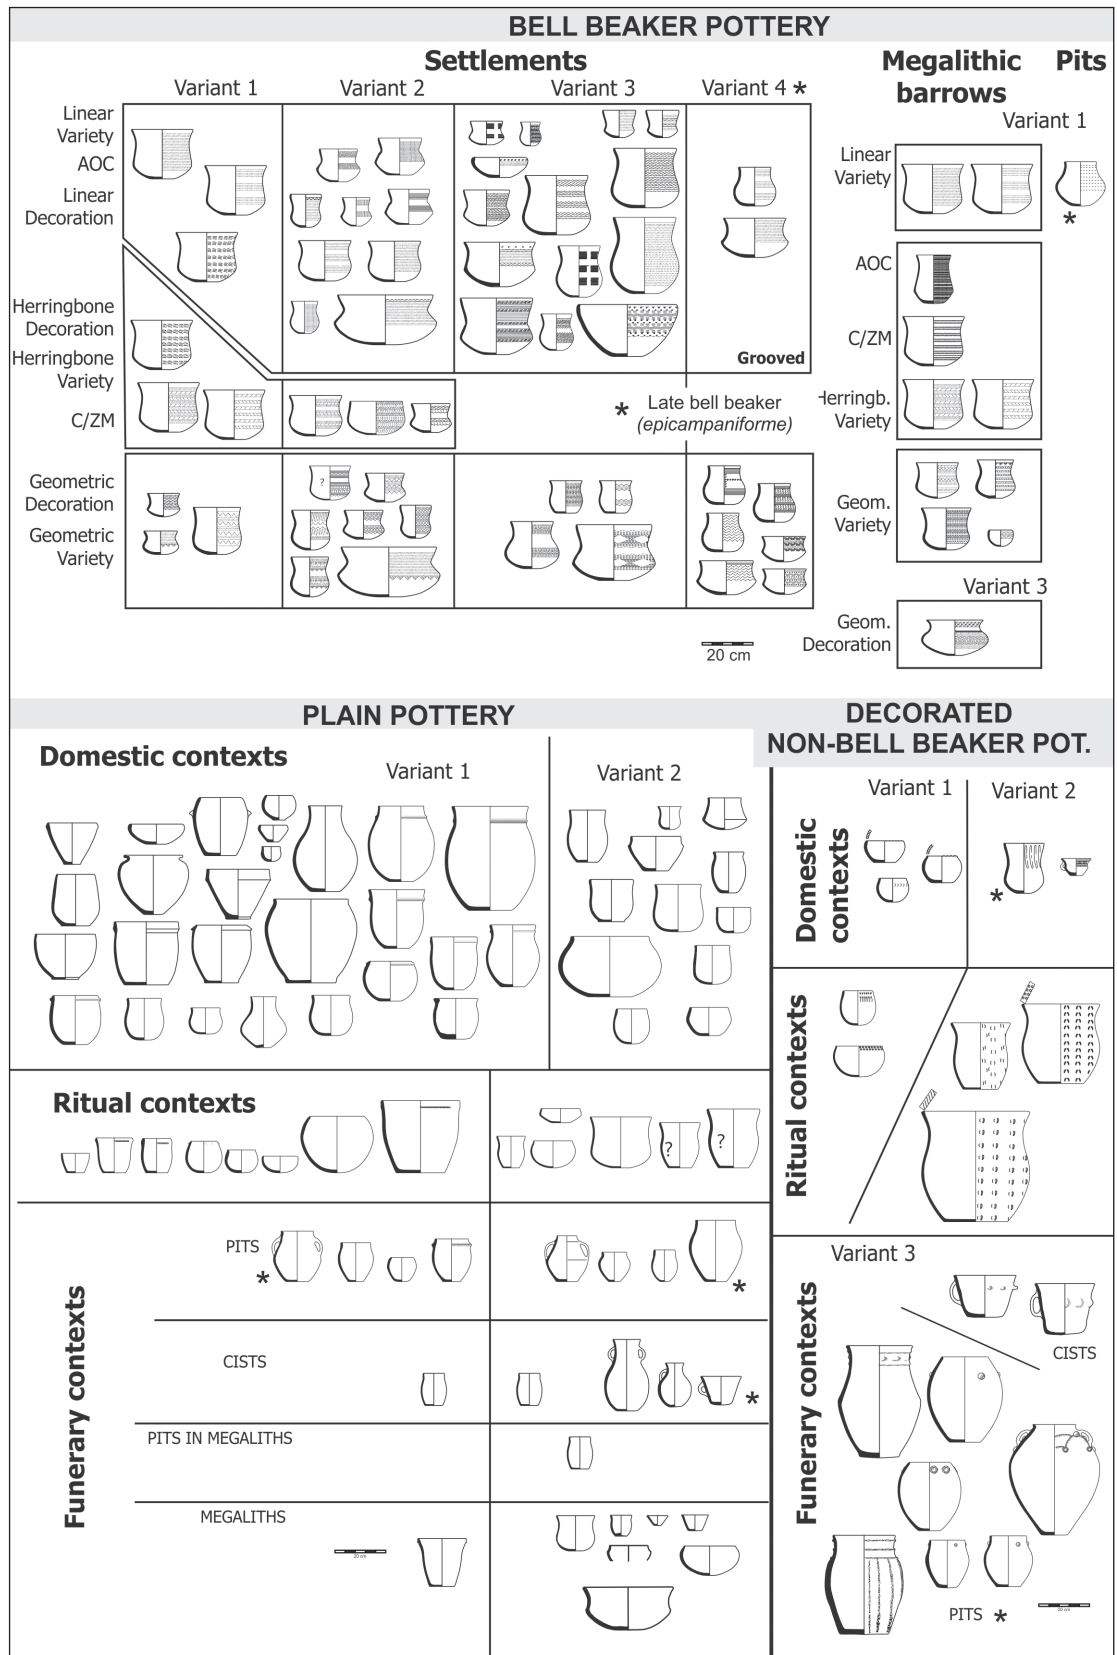 BELL BEAKER POTTERY
Settlements
Variant 1
Variant 2
Variant 3
Variant 4 *
Linear
Variety
AOC
Linear
Decoration
Herringbone
Decoration
Herringbone
Variety
C/ZM
Grooved
* Late bell beaker
(epicampaniforme)
Geometric
Decoration
Geometric
Variety
?
20 cm
Megalithic
barrows
Pits
Variant 1
Linear
Variety
*
AOC
C/ZM
Herringb.
Variety
Geom.
Variety
Variant 3
Geom.
Decoration
PLAIN POTTERY
Domestic contexts
Variant 1
Variant 2
Ritual contexts
?
?
Funerary contexts
PITS
*
*
CISTS
*
PITS IN MEGALITHS
MEGALITHS
20 cm
DECORATED
NON-BELL BEAKER POT.
Variant 1
Variant 2
Domestic
contexts
*
Ritual contexts
Variant 3
Funerary contexts
CISTS
PITS *
20 cm